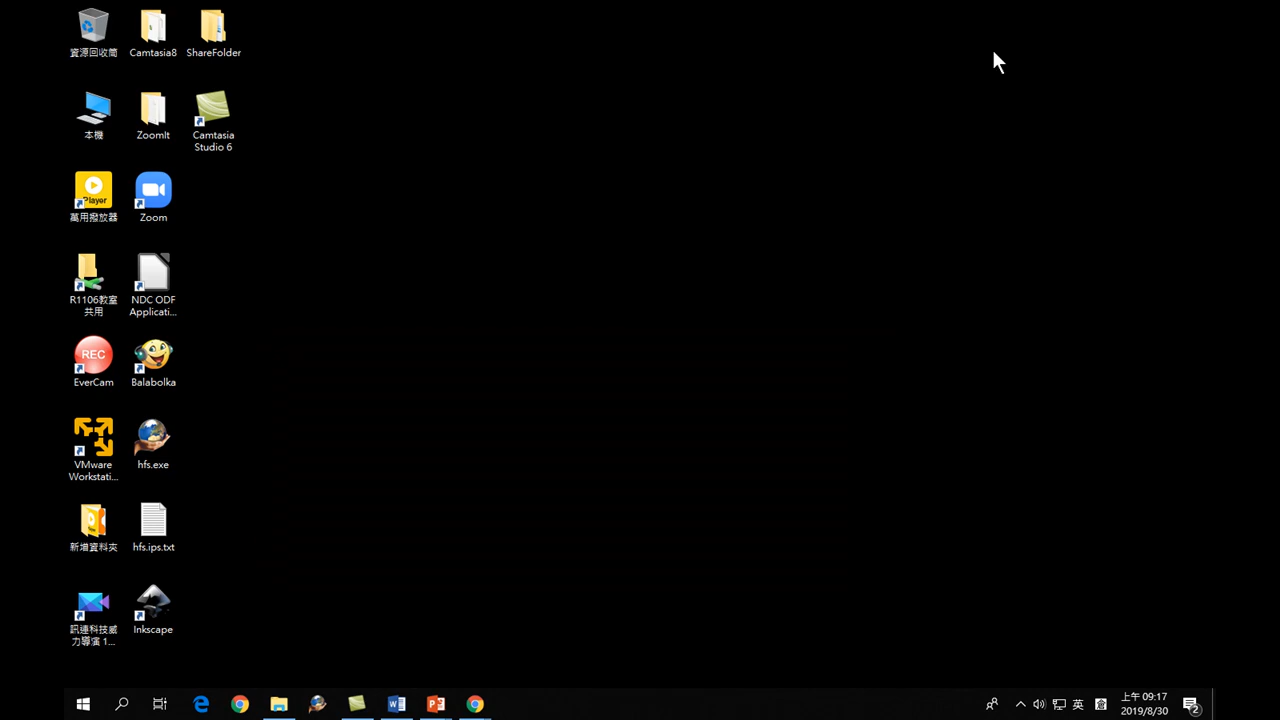 資源回收筒
Camtasia8
ShareFolder
本機
ZoomIt
Camtasia
Studio 6
Player
萬用撥放器
Zoom
R1106教室
共用
NDC ODF
Applicati...
REC
EverCam
Balabolka
VMware
Workstati...
hfs.exe
新增資料夾
hfs.ips.txt
訊連科技威
力導演 1...
Inkscape
英
上午 09:17
2019/8/30
2